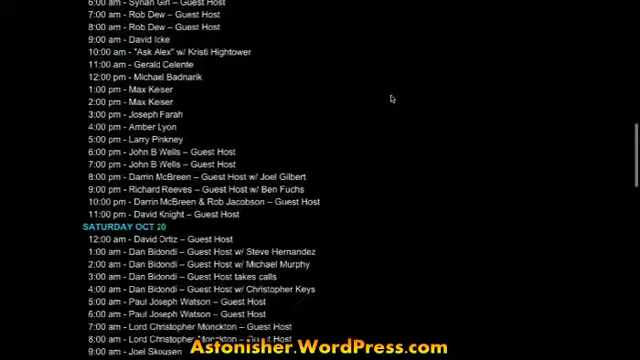 6:00 am - Syrian Girl – Guest Host
7:00 am - Rob Dew – Guest Host
8:00 am - Rob Dew – Guest Host
9:00 am - David Icke
10:00 am - "Ask Alex" w/ Kristi Hightower
11:00 am - Gerald Celente
12:00 pm - Michael Badnarik
1:00 pm - Max Keiser
2:00 pm - Max Keiser
3:00 pm - Joseph Farah
4:00 pm - Amber Lyon
5:00 pm - Larry Pinkney
6:00 pm - John B Wells – Guest Host
7:00 pm - John B Wells – Guest Host
8:00 pm - Darrin McBreen – Guest Host w/ Joel Gilbert
9:00 pm - Richard Reeves – Guest Host w/ Ben Fuchs
10:00 pm - Darrin McBreen & Rob Jacobson – Guest Host
11:00 pm - David Knight – Guest Host
SATURDAY OCT 20
12:00 am - David Ortiz – Guest Host
1:00 am - Dan Bidondi – Guest Host w/ Steve Hernandez
2:00 am - Dan Bidondi – Guest Host w/ Michael Murphy
3:00 am - Dan Bidondi – Guest Host takes calls
4:00 am - Dan Bidondi – Guest Host w/ Christopher Keys
5:00 am - Paul Joseph Watson – Guest Host
6:00 am - Paul Joseph Watson – Guest Host
7:00 am - Lord Christopher Monckton – Guest Host
8:00 am - Lord Christopher Monckton – Guest Host
9:00 am - Joel Skousen
Astonisher.WordPress.com